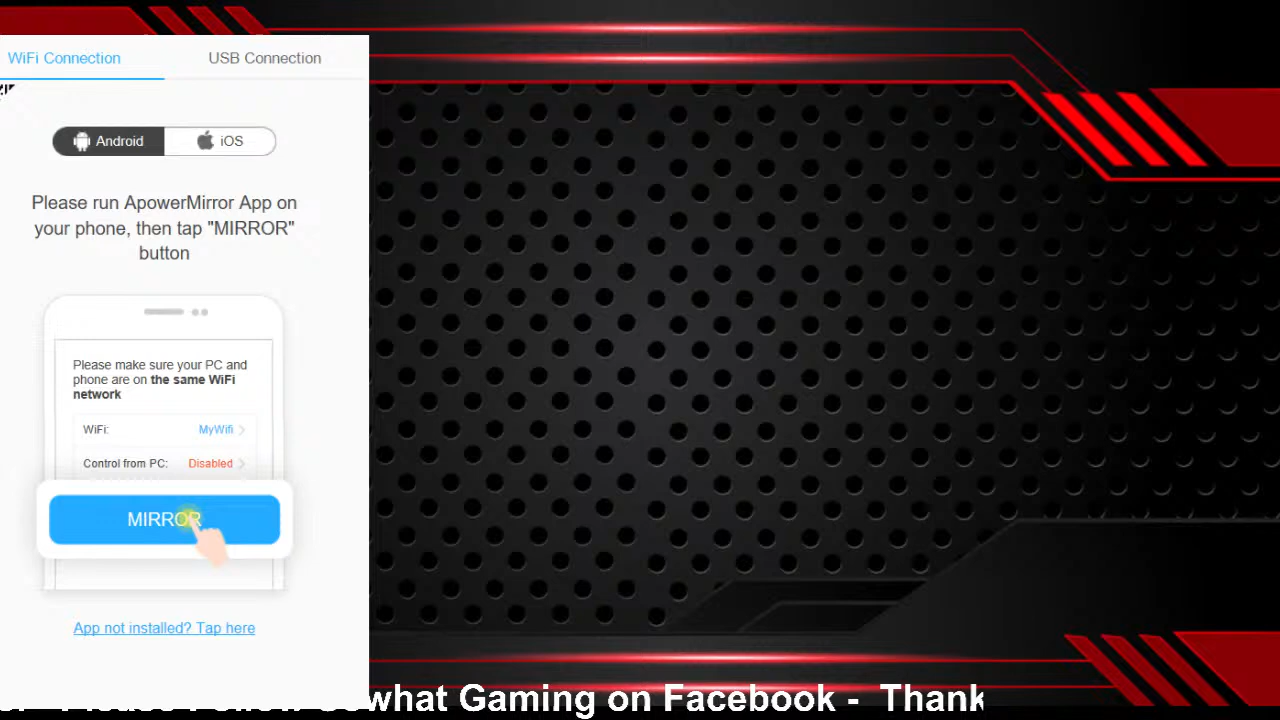 WiFi Connection
USB Connection
Android
iOS
Please run ApowerMirror App on
your phone, then tap "MIRROR"
button
Please make sure your PC and
phone are on the same WiFi
network
WiFi: MyWifi
Control from PC: Disabled
MIRROR
App not installed? Tap here
what Gaming on Facebook - Thank